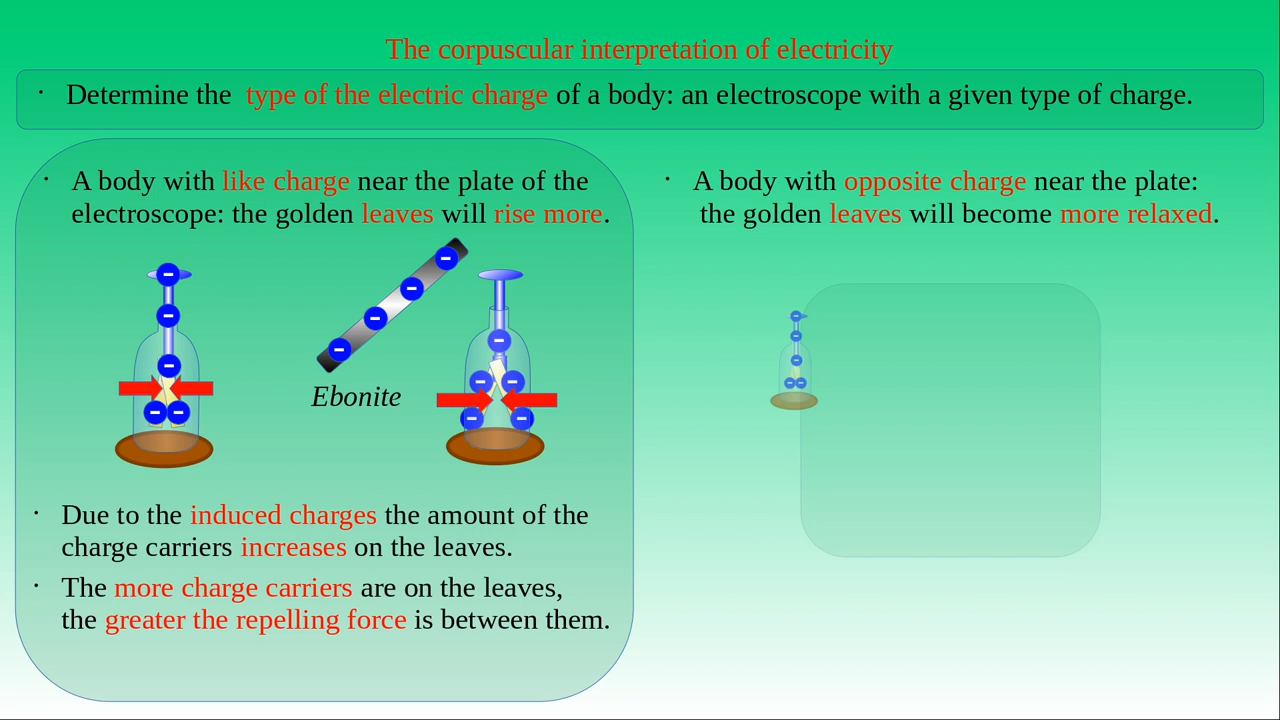 The corpuscular interpretation of electricity
· Determine the type of the electric charge of a body: an electroscope with a given type of charge.
· A body with like charge near the plate of the
electroscope: the golden leaves will rise more.
Ebonite
· Due to the induced charges the amount of the
charge carriers increases on the leaves.
· The more charge carriers are on the leaves,
the greater the repelling force is between them.
· A body with opposite charge near the plate:
the golden leaves will become more relaxed.